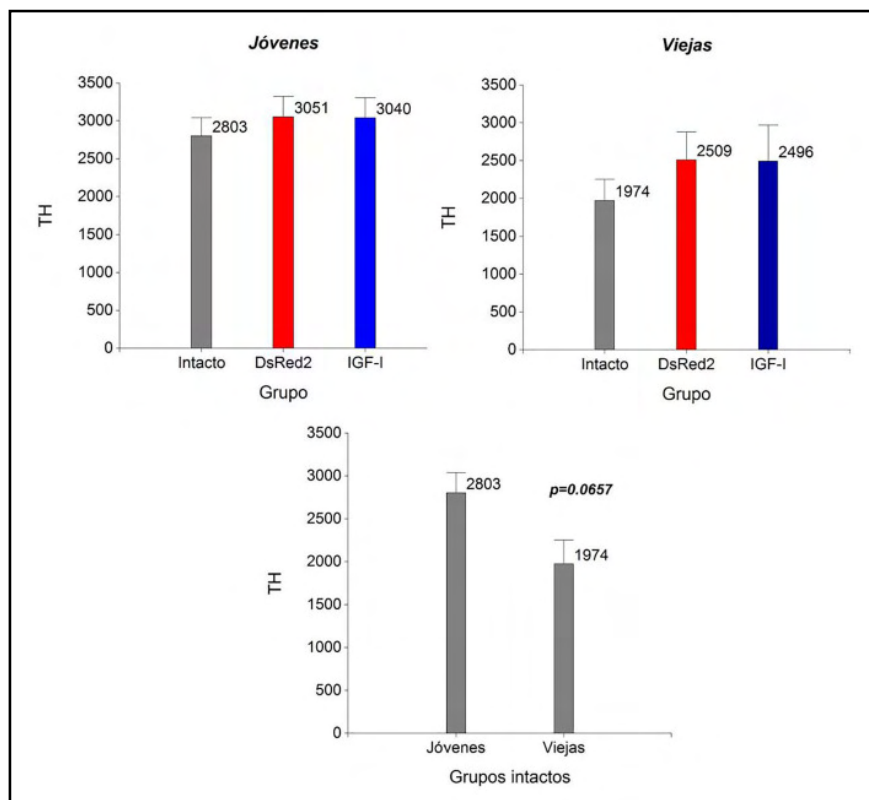 Jóvenes
3500
3000
2500
2000
1500
1000
500
0
TH
2803
3051
3040
Intacto DsRed2 IGF-I
Grupo
Viejas
3500
3000
2500
2000
1500
1000
500
0
TH
1974
2509
2496
Intacto DsRed2 IGF-I
Grupo
3500
3000
2500
2000
1500
1000
500
0
TH
2803
p=0.0657
1974
Jóvenes Viejas
Grupos intactos